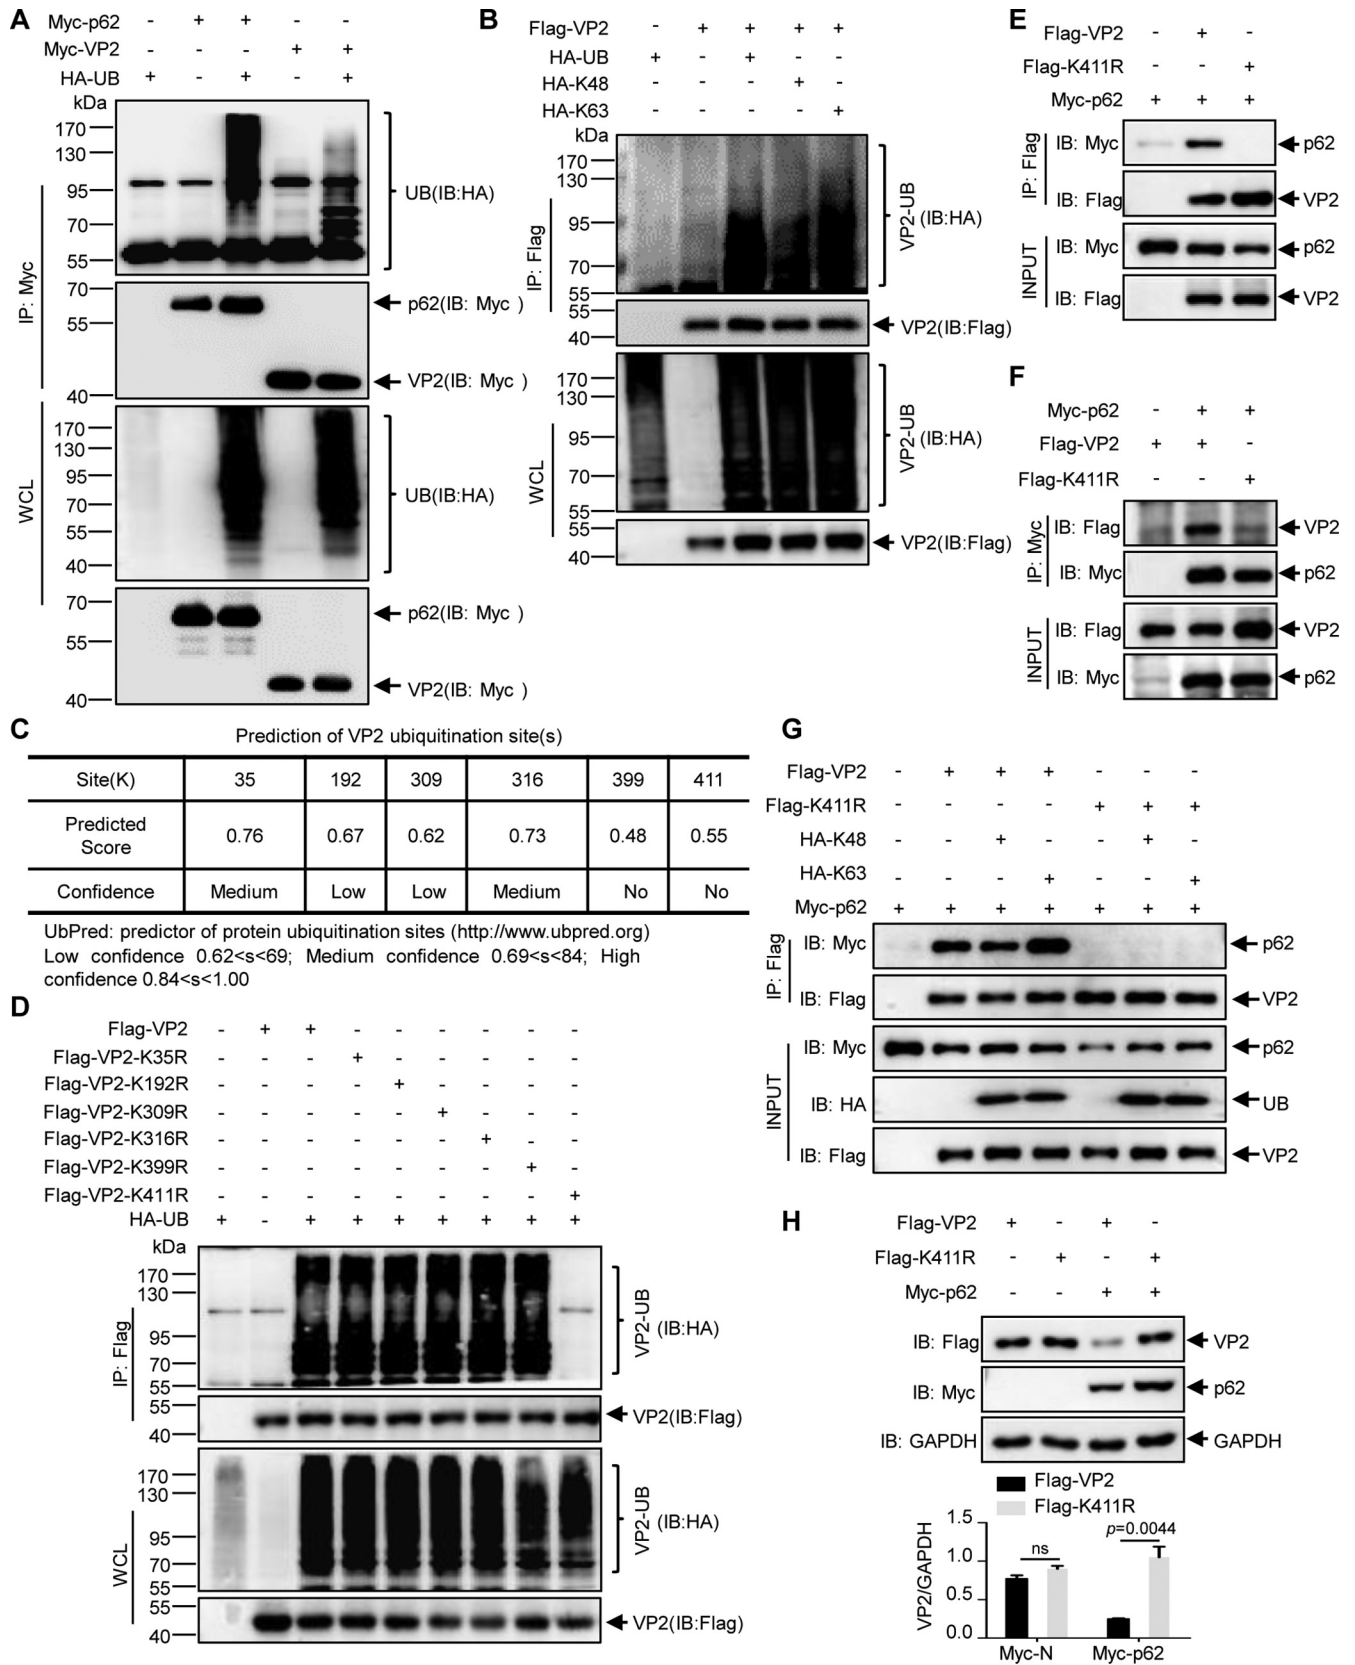 A
Myc-p62 - + + - -
Myc-VP2 - - - + +
HA-UB + - + - +
kDa
170
130
95
70
55
UB(IB:HA)
IP: Myc
70
55
40
p62(IB: Myc )
VP2(IB: Myc )
170
130
95
70
55
40
UB(IB:HA)
WCL
70
55
40
p62(IB: Myc )
VP2(IB: Myc )
B
Flag-VP2 - + + + +
HA-UB + - + - -
HA-K48 - - - + -
HA-K63 - - - - +
kDa
170
130
95
70
55
VP2-UB
(IB:HA)
IP: Flag
55
40
VP2(IB:Flag)
170
130
95
70
55
VP2-UB
(IB:HA)
WCL
55
40
VP2(IB:Flag)
C
Prediction of VP2 ubiquitination site(s)
Site(K) 35 192 309 316 399 411
Predicted
Score 0.76 0.67 0.62 0.73 0.48 0.55
Confidence Medium Low Low Medium No No
UbPred: predictor of protein ubiquitination sites (http://www.ubpred.org)
Low confidence 0.62<s<69; Medium confidence 0.69<s<84; High
confidence 0.84<s<1.00
D
Flag-VP2 - + + - - - - - -
Flag-VP2-K35R - - - + - - - - -
Flag-VP2-K192R - - - - + - - - -
Flag-VP2-K309R - - - - - + - - -
Flag-VP2-K316R - - - - - - + - -
Flag-VP2-K399R - - - - - - - + -
Flag-VP2-K411R - - - - - - - - +
HA-UB + - + + + + + + +
kDa
170
130
95
70
55
VP2-UB
(IB:HA)
IP: Flag
55
40
VP2(IB:Flag)
170
130
95
70
55
VP2-UB
(IB:HA)
WCL
55
40
VP2(IB:Flag)
E
Flag-VP2 - + -
Flag-K411R - - +
Myc-p62 + + +
IP: Flag
IB: Myc p62
IB: Flag VP2
INPUT
IB: Myc p62
IB: Flag VP2
F
Myc-p62 - + +
Flag-VP2 + + -
Flag-K411R - - +
IP: Myc
IB: Flag VP2
IB: Myc p62
INPUT
IB: Flag VP2
IB: Myc p62
G
Flag-VP2 - + + + - - -
Flag-K411R - - - - + + +
HA-K48 - - + - - + -
HA-K63 - - - + - - +
Myc-p62 + + + + + + +
IP: Flag
IB: Myc p62
IB: Flag VP2
INPUT
IB: Myc p62
IB: HA UB
IB: Flag VP2
H
Flag-VP2 + - + -
Flag-K411R - + - +
Myc-p62 - - + +
IB: Flag VP2
IB: Myc p62
IB: GAPDH GAPDH
Flag-VP2
Flag-K411R
VP2/GAPDH
1.5
1.0
0.5
0.0
ns
p=0.0044
Myc-N Myc-p62